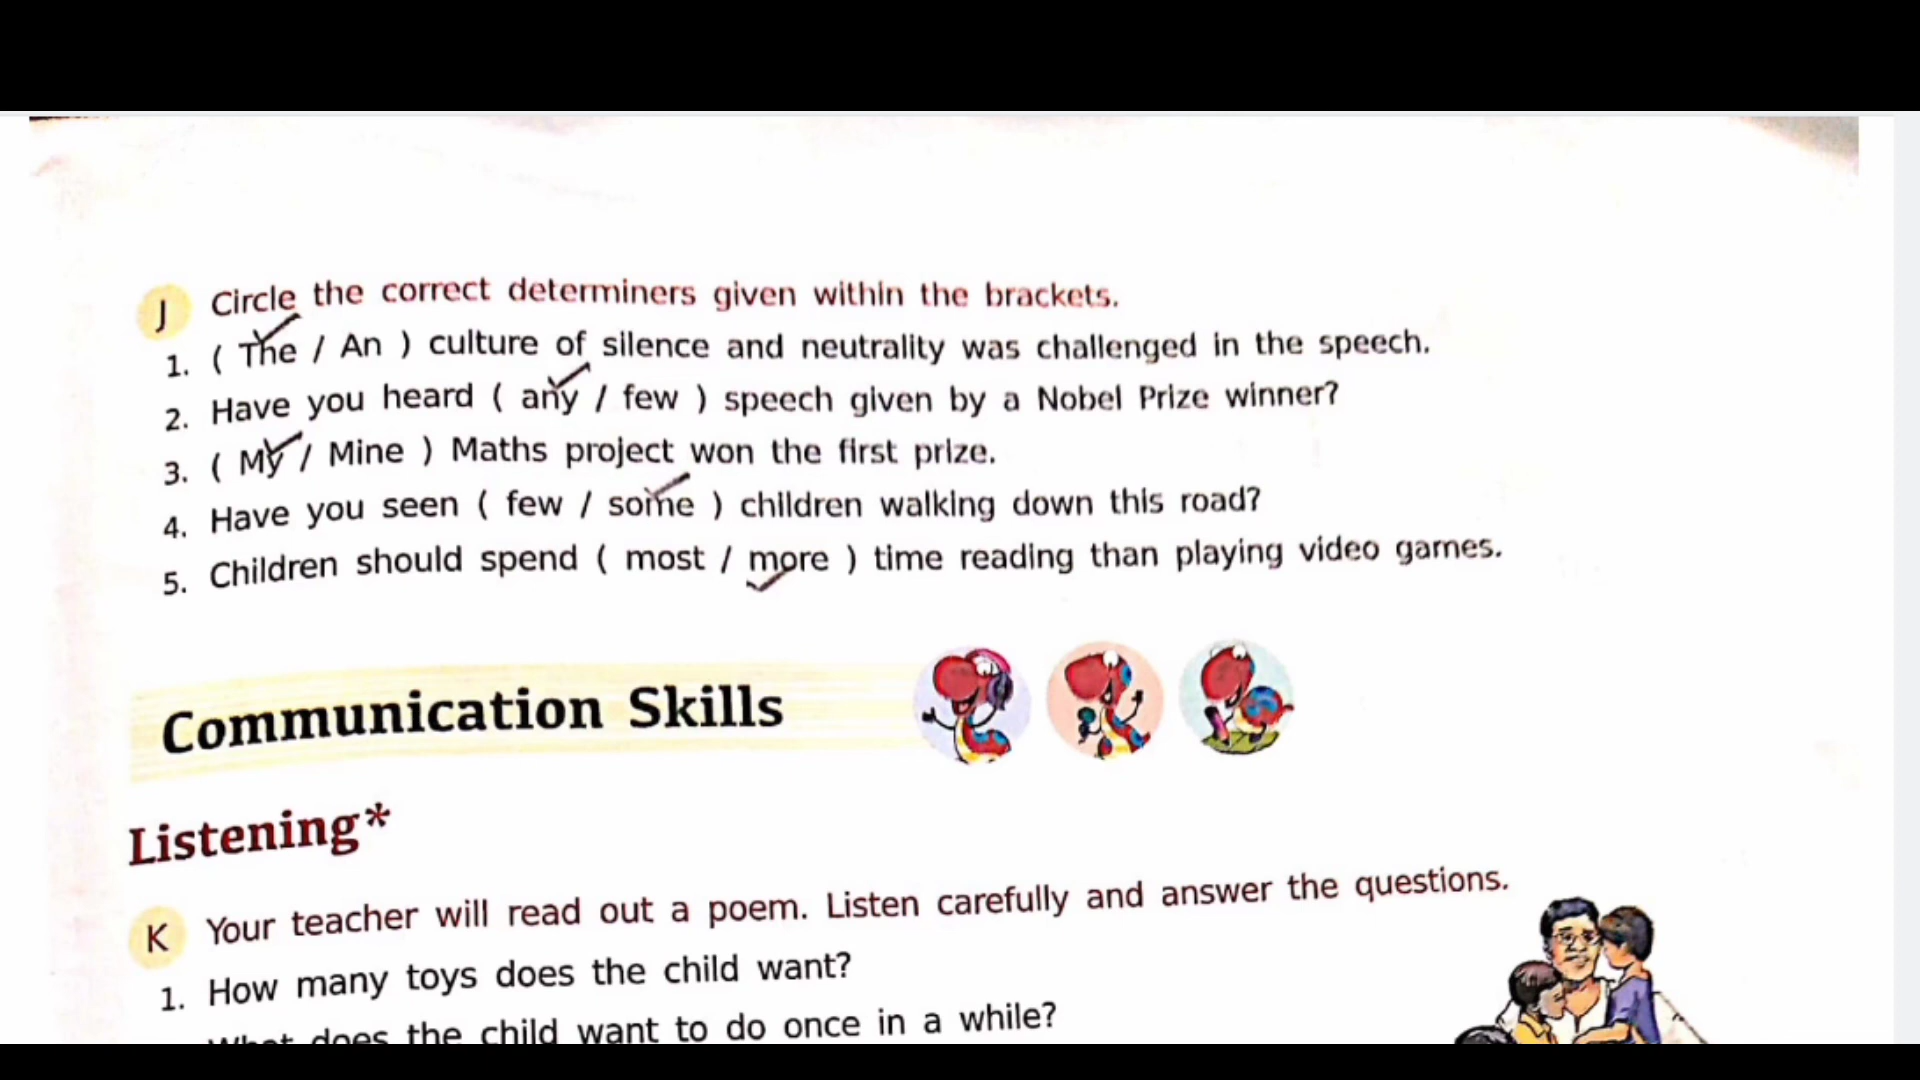 J Circle the correct determiners given within the brackets.
1. ( The / An ) culture of silence and neutrality was challenged in the speech.
2. Have you heard ( any / few ) speech given by a Nobel Prize winner?
3. ( My / Mine ) Maths project won the first prize.
4. Have you seen ( few / some ) children walking down this road?
5. Children should spend ( most / more ) time reading than playing video games.
Communication Skills
Listening*
K Your teacher will read out a poem. Listen carefully and answer the questions.
1. How many toys does the child want?
What does the child want to do once in a while?